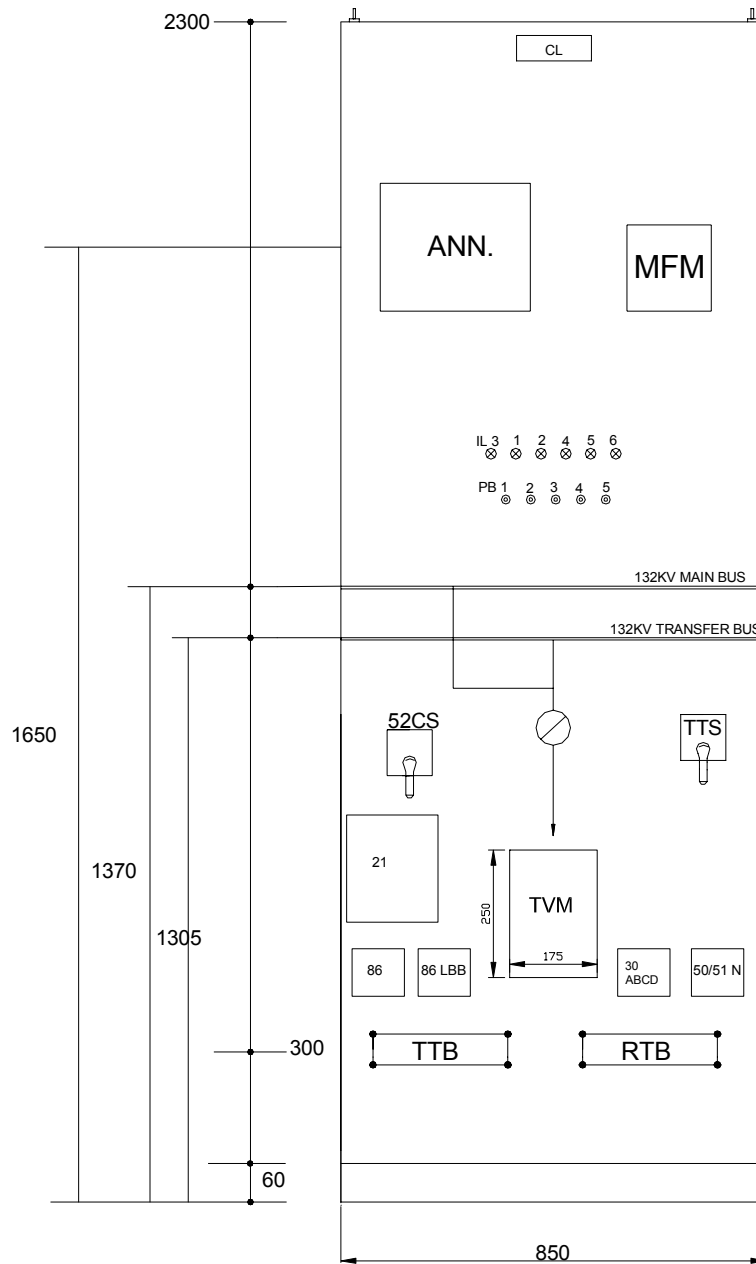 2300
CL
ANN.
MFM
IL 3 1 2 4 5 6
PB 1 2 3 4 5
132KV MAIN BUS
132KV TRANSFER BUS
52CS
TTS
1650
21
1370
250
TVM
1305
175
86
86 LBB
30
ABCD
50/51 N
300
TTB
RTB
60
850